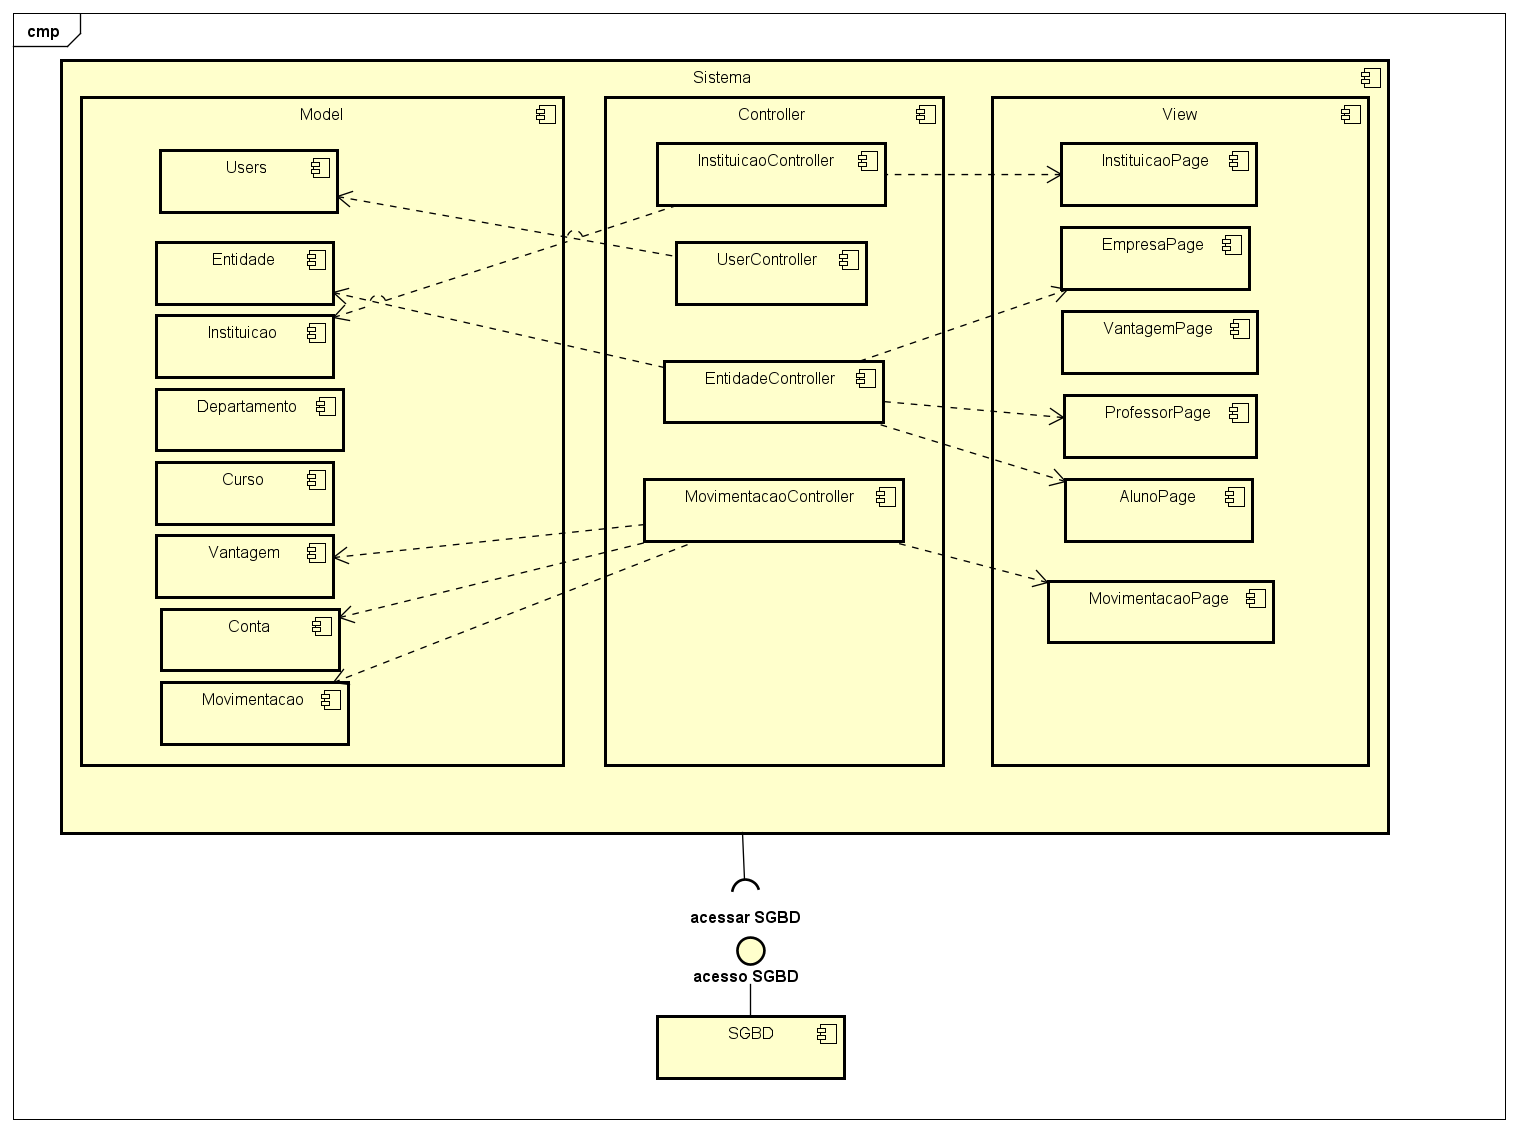 cmp
Sistema
Model
Users
Entidade
Instituicao
Departamento
Curso
Vantagem
Conta
Movimentacao
Controller
InstituicaoController
UserController
EntidadeController
MovimentacaoController
View
InstituicaoPage
EmpresaPage
VantagemPage
ProfessorPage
AlunoPage
MovimentacaoPage
acessar SGBD
acesso SGBD
SGBD